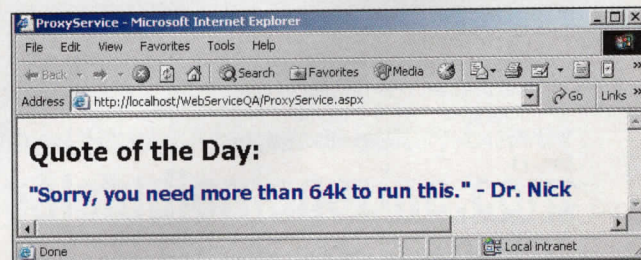 ProxyService - Microsoft Internet Explorer
File Edit View Favorites Tools Help
Back Search Favorites Media
Address http://localhost/WebServiceQA/ProxyService.aspx Go Links »
Quote of the Day:
"Sorry, you need more than 64k to run this." - Dr. Nick
Done Local intranet